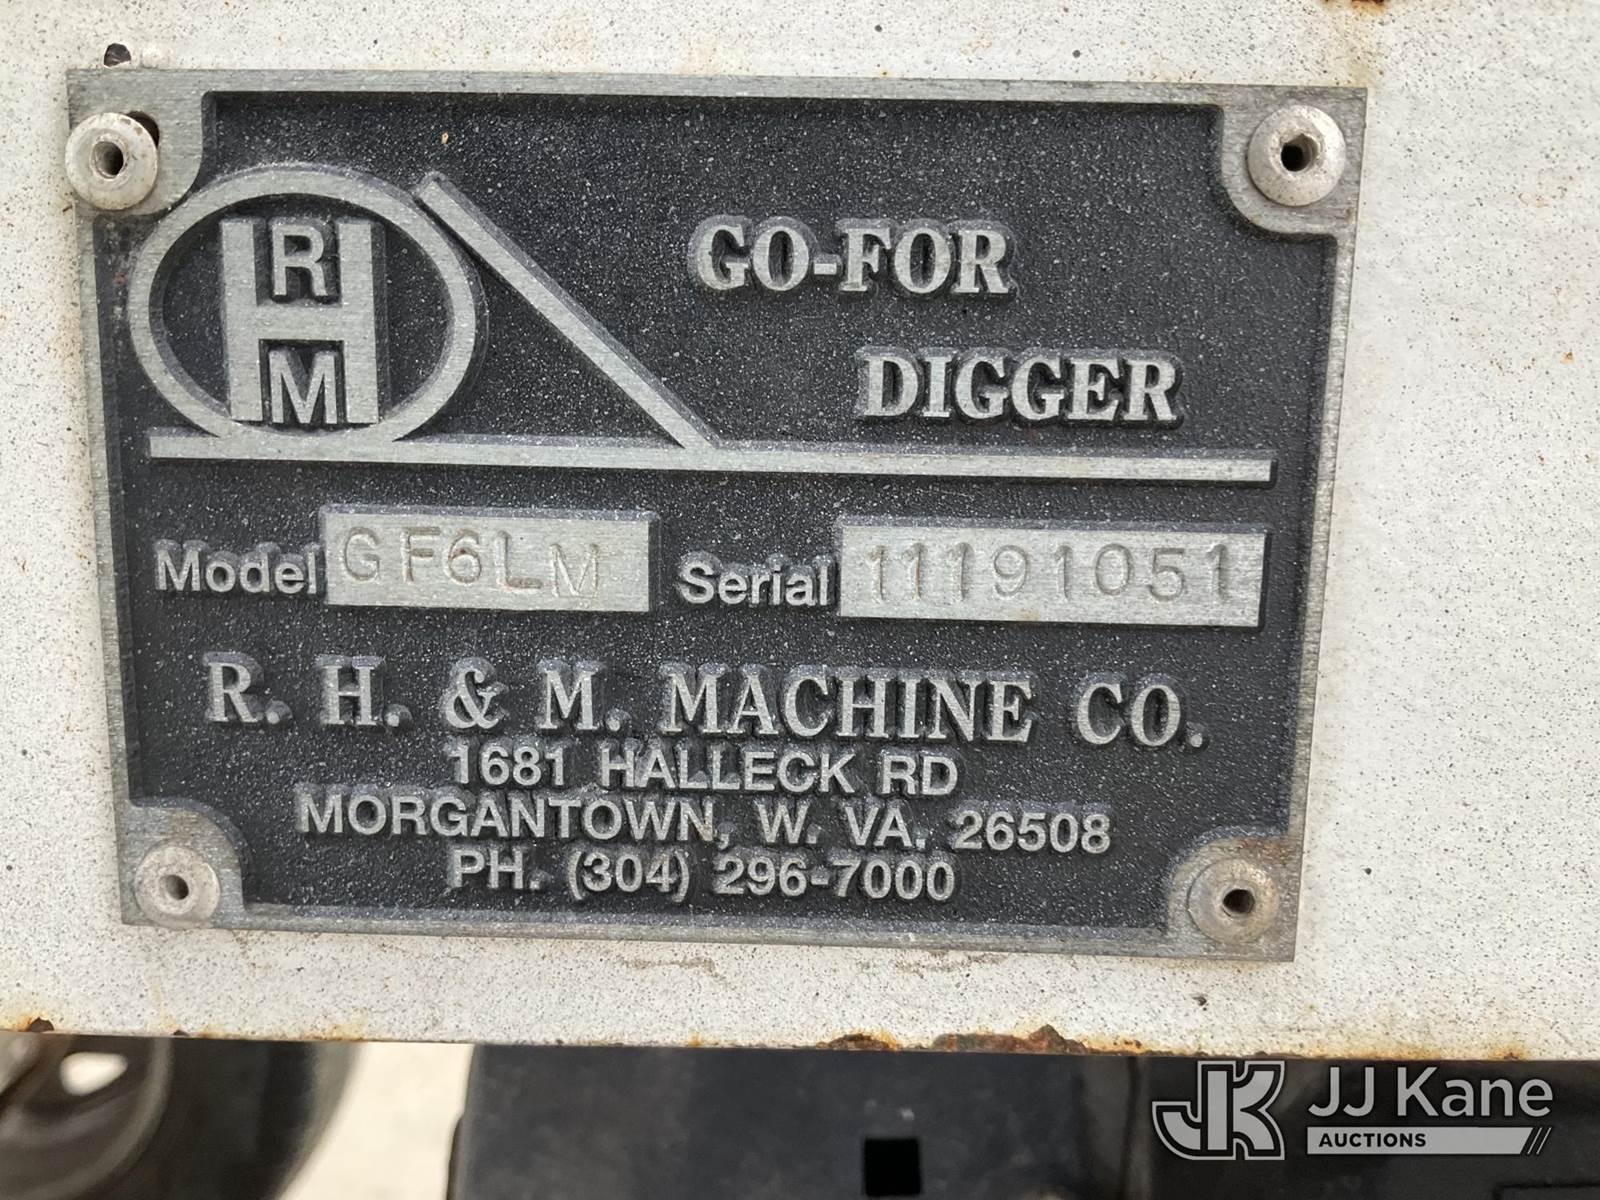 R
H
M
GO-FOR
DIGGER
Model GF6LM Serial 11191051
R. H. & M. MACHINE CO.
1681 HALLECK RD
MORGANTOWN, W. VA. 26508
PH. (304) 296-7000
JK JJ Kane
AUCTIONS